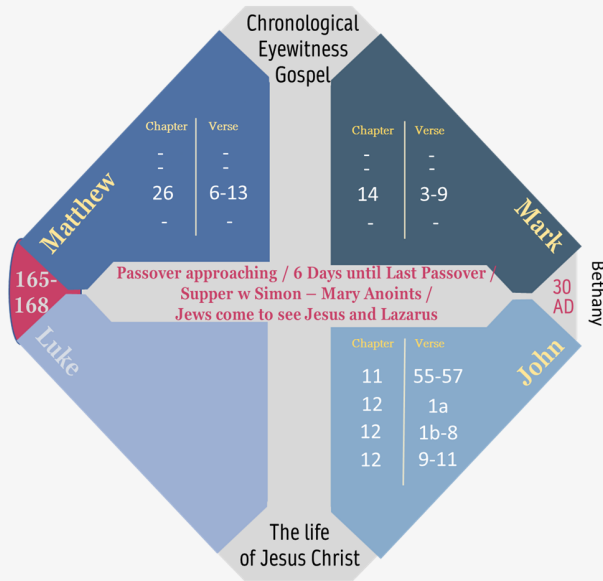 Chronological
Eyewitness
Gospel
Matthew
Chapter Verse
- -
- -
26 6-13
- -
Mark
Chapter Verse
- -
- -
14 3-9
- -
165-
168
Passover approaching / 6 Days until Last Passover /
Supper w Simon – Mary Anoints /
Jews come to see Jesus and Lazarus
30
AD
Bethany
Luke
John
Chapter Verse
11 55-57
12 1a
12 1b-8
12 9-11
The life
of Jesus Christ